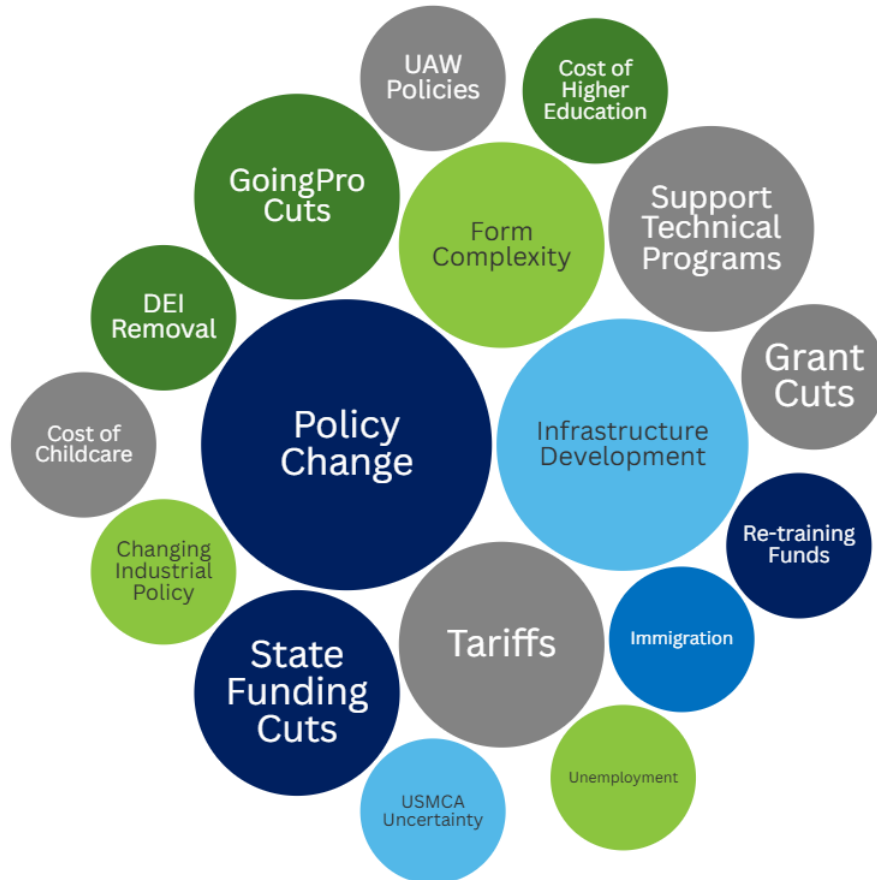 UAW
Policies
Cost of
Higher
Education
GoingPro
Cuts
Form
Complexity
Support
Technical
Programs
DEI
Removal
Grant
Cuts
Cost of
Childcare
Policy
Change
Infrastructure
Development
Re-training
Funds
Changing
Industrial
Policy
State
Funding
Cuts
Tariffs
Immigration
Unemployment
USMCA
Uncertainty